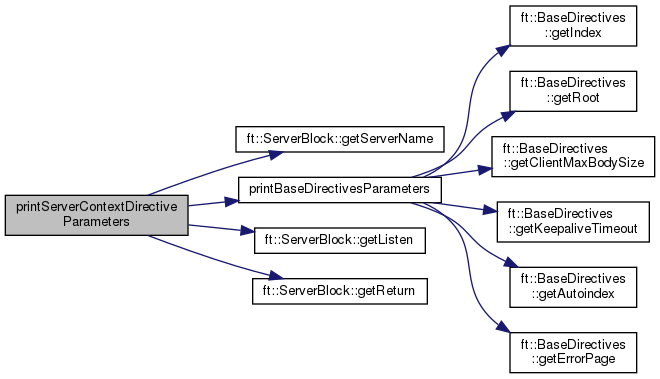 printServerContextDirective
Parameters
ft::ServerBlock::getServerName
printBaseDirectivesParameters
ft::ServerBlock::getListen
ft::ServerBlock::getReturn
ft::BaseDirectives
::getIndex
ft::BaseDirectives
::getRoot
ft::BaseDirectives
::getClientMaxBodySize
ft::BaseDirectives
::getKeepaliveTimeout
ft::BaseDirectives
::getAutoindex
ft::BaseDirectives
::getErrorPage